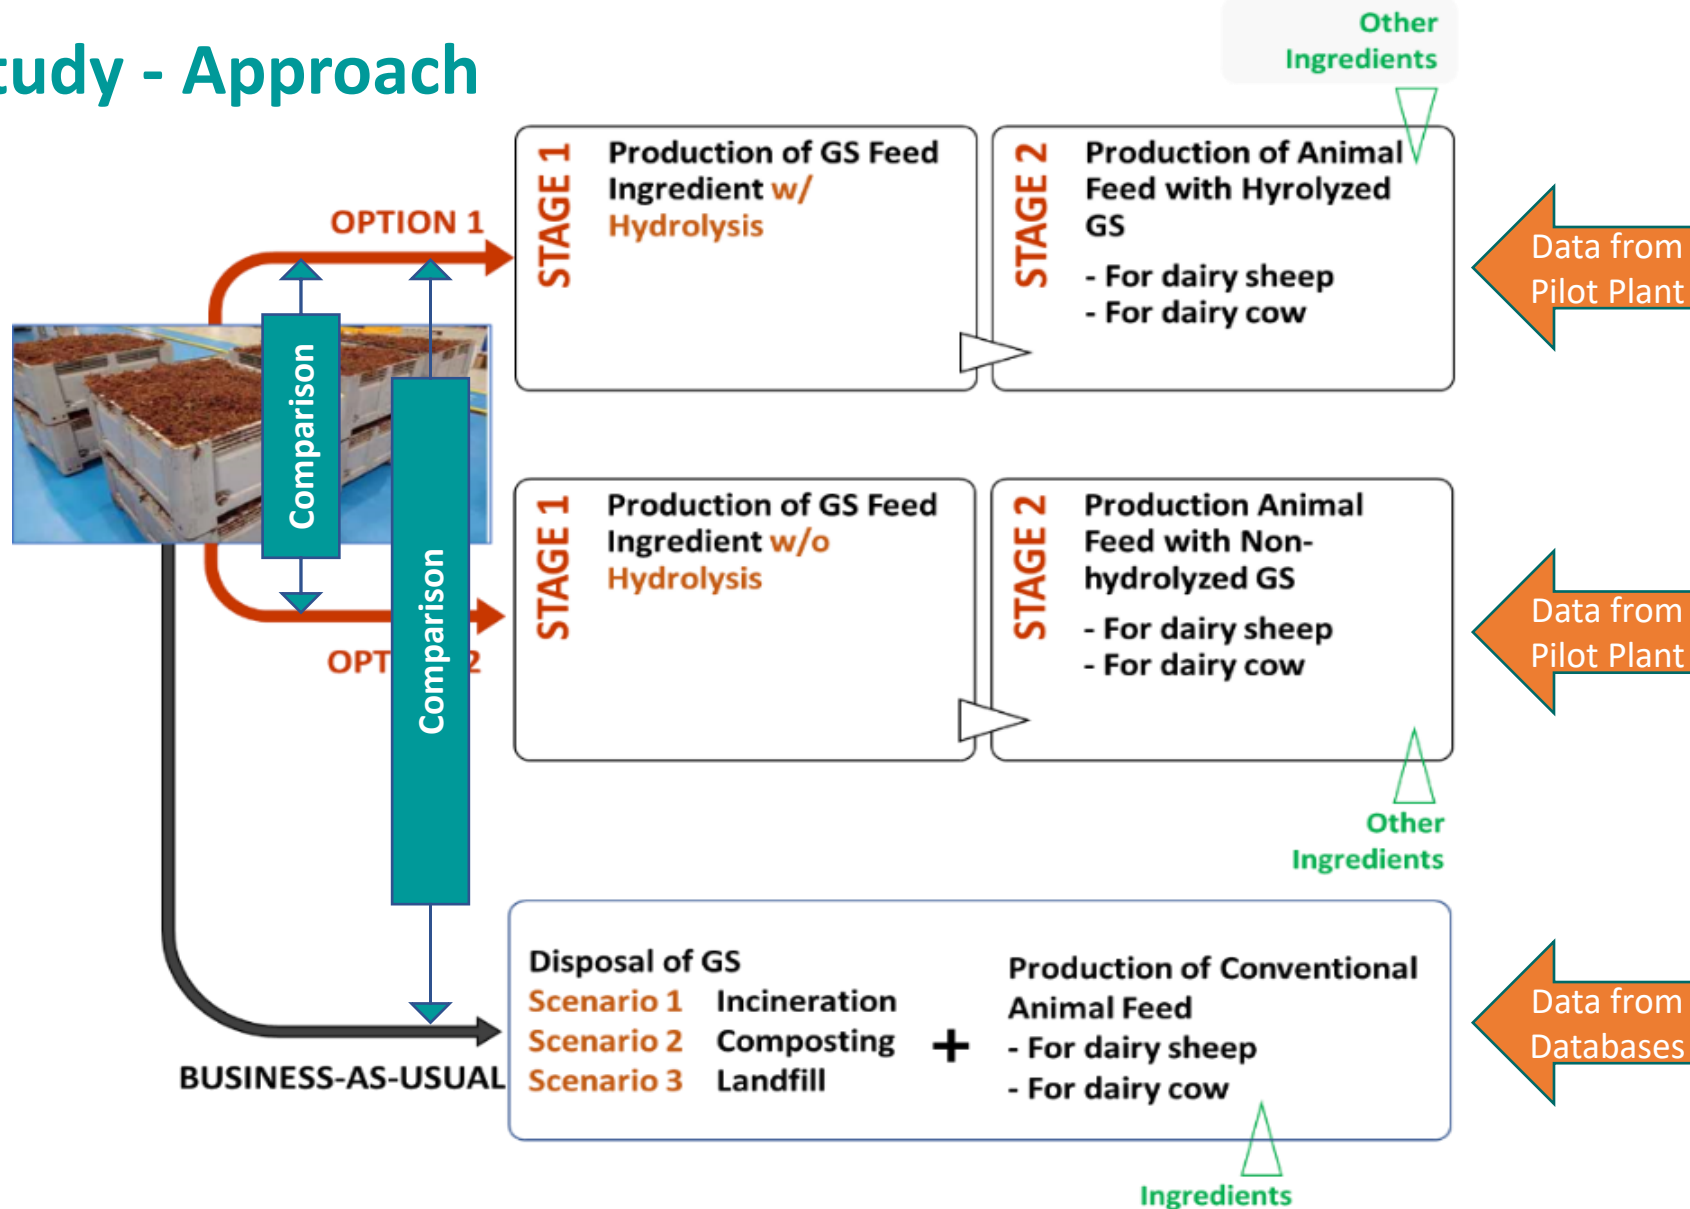 tudy - Approach
Other
Ingredients
OPTION 1
STAGE 1
Production of GS Feed
Ingredient w/
Hydrolysis
STAGE 2
Production of Animal
Feed with Hyrolyzed
GS
- For dairy sheep
- For dairy cow
Data from
Pilot Plant
Comparison
Comparison
OPT 2
STAGE 1
Production of GS Feed
Ingredient w/o
Hydrolysis
STAGE 2
Production Animal
Feed with Non-
hydrolyzed GS
- For dairy sheep
- For dairy cow
Data from
Pilot Plant
Other
Ingredients
BUSINESS-AS-USUAL
Disposal of GS
Scenario 1 Incineration
Scenario 2 Composting
Scenario 3 Landfill
+
Production of Conventional
Animal Feed
- For dairy sheep
- For dairy cow
Data from
Databases
Ingredients